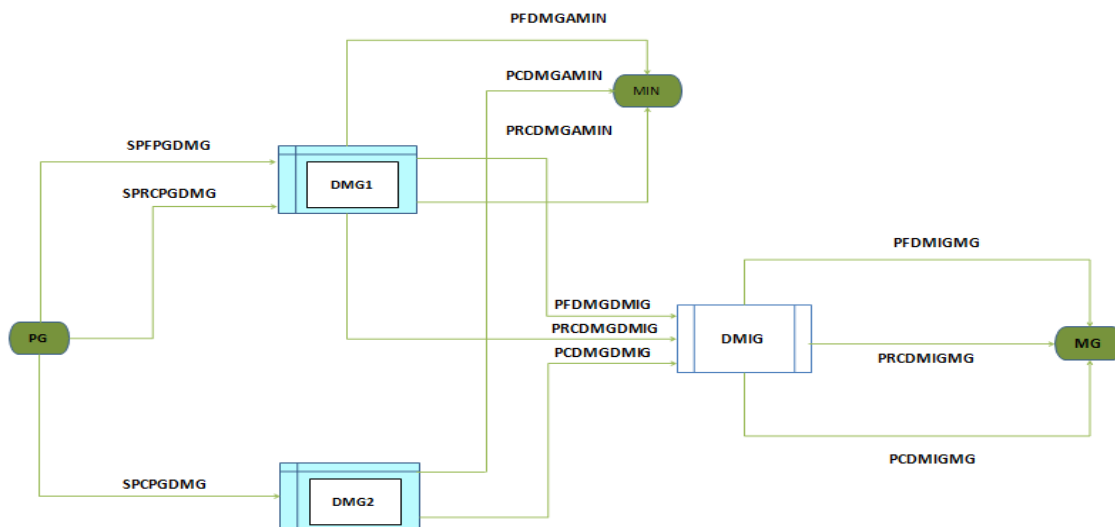 PFDMGAMIN
PCDMGAMIN
MIN
PRCDMGAMIN
SPFPGDMG
DMG1
SPRCPGDMG
PFDMIGMG
PFDMGDMIG
PRCDMGDMIG
PG
DMIG
MG
PCDMGDMIG
PRCDMIGMG
PCDMIGMG
SPCPGDMG
DMG2